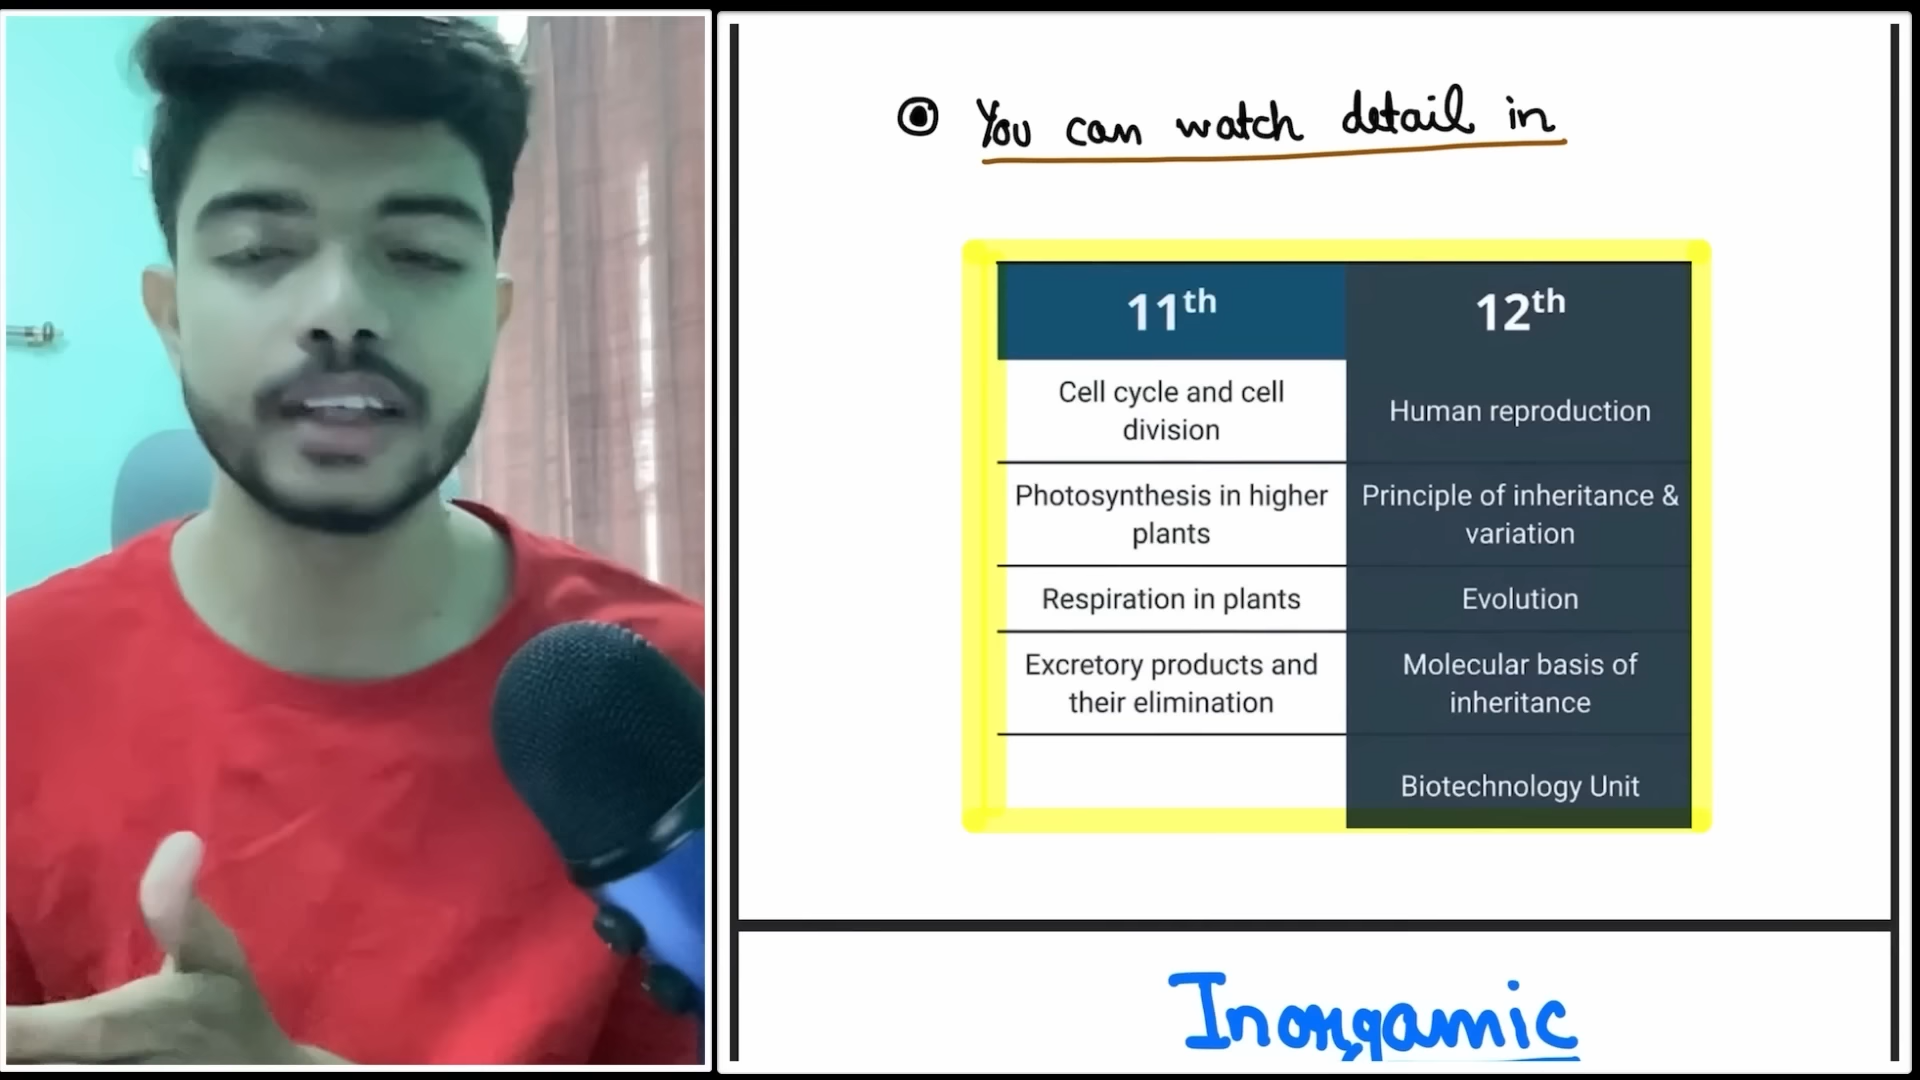 You can watch detail in
11th 12th
Cell cycle and cell
division
Human reproduction
Photosynthesis in higher
plants
Principle of inheritance &
variation
Respiration in plants
Evolution
Excretory products and
their elimination
Molecular basis of
inheritance
Biotechnology Unit
Inorganic